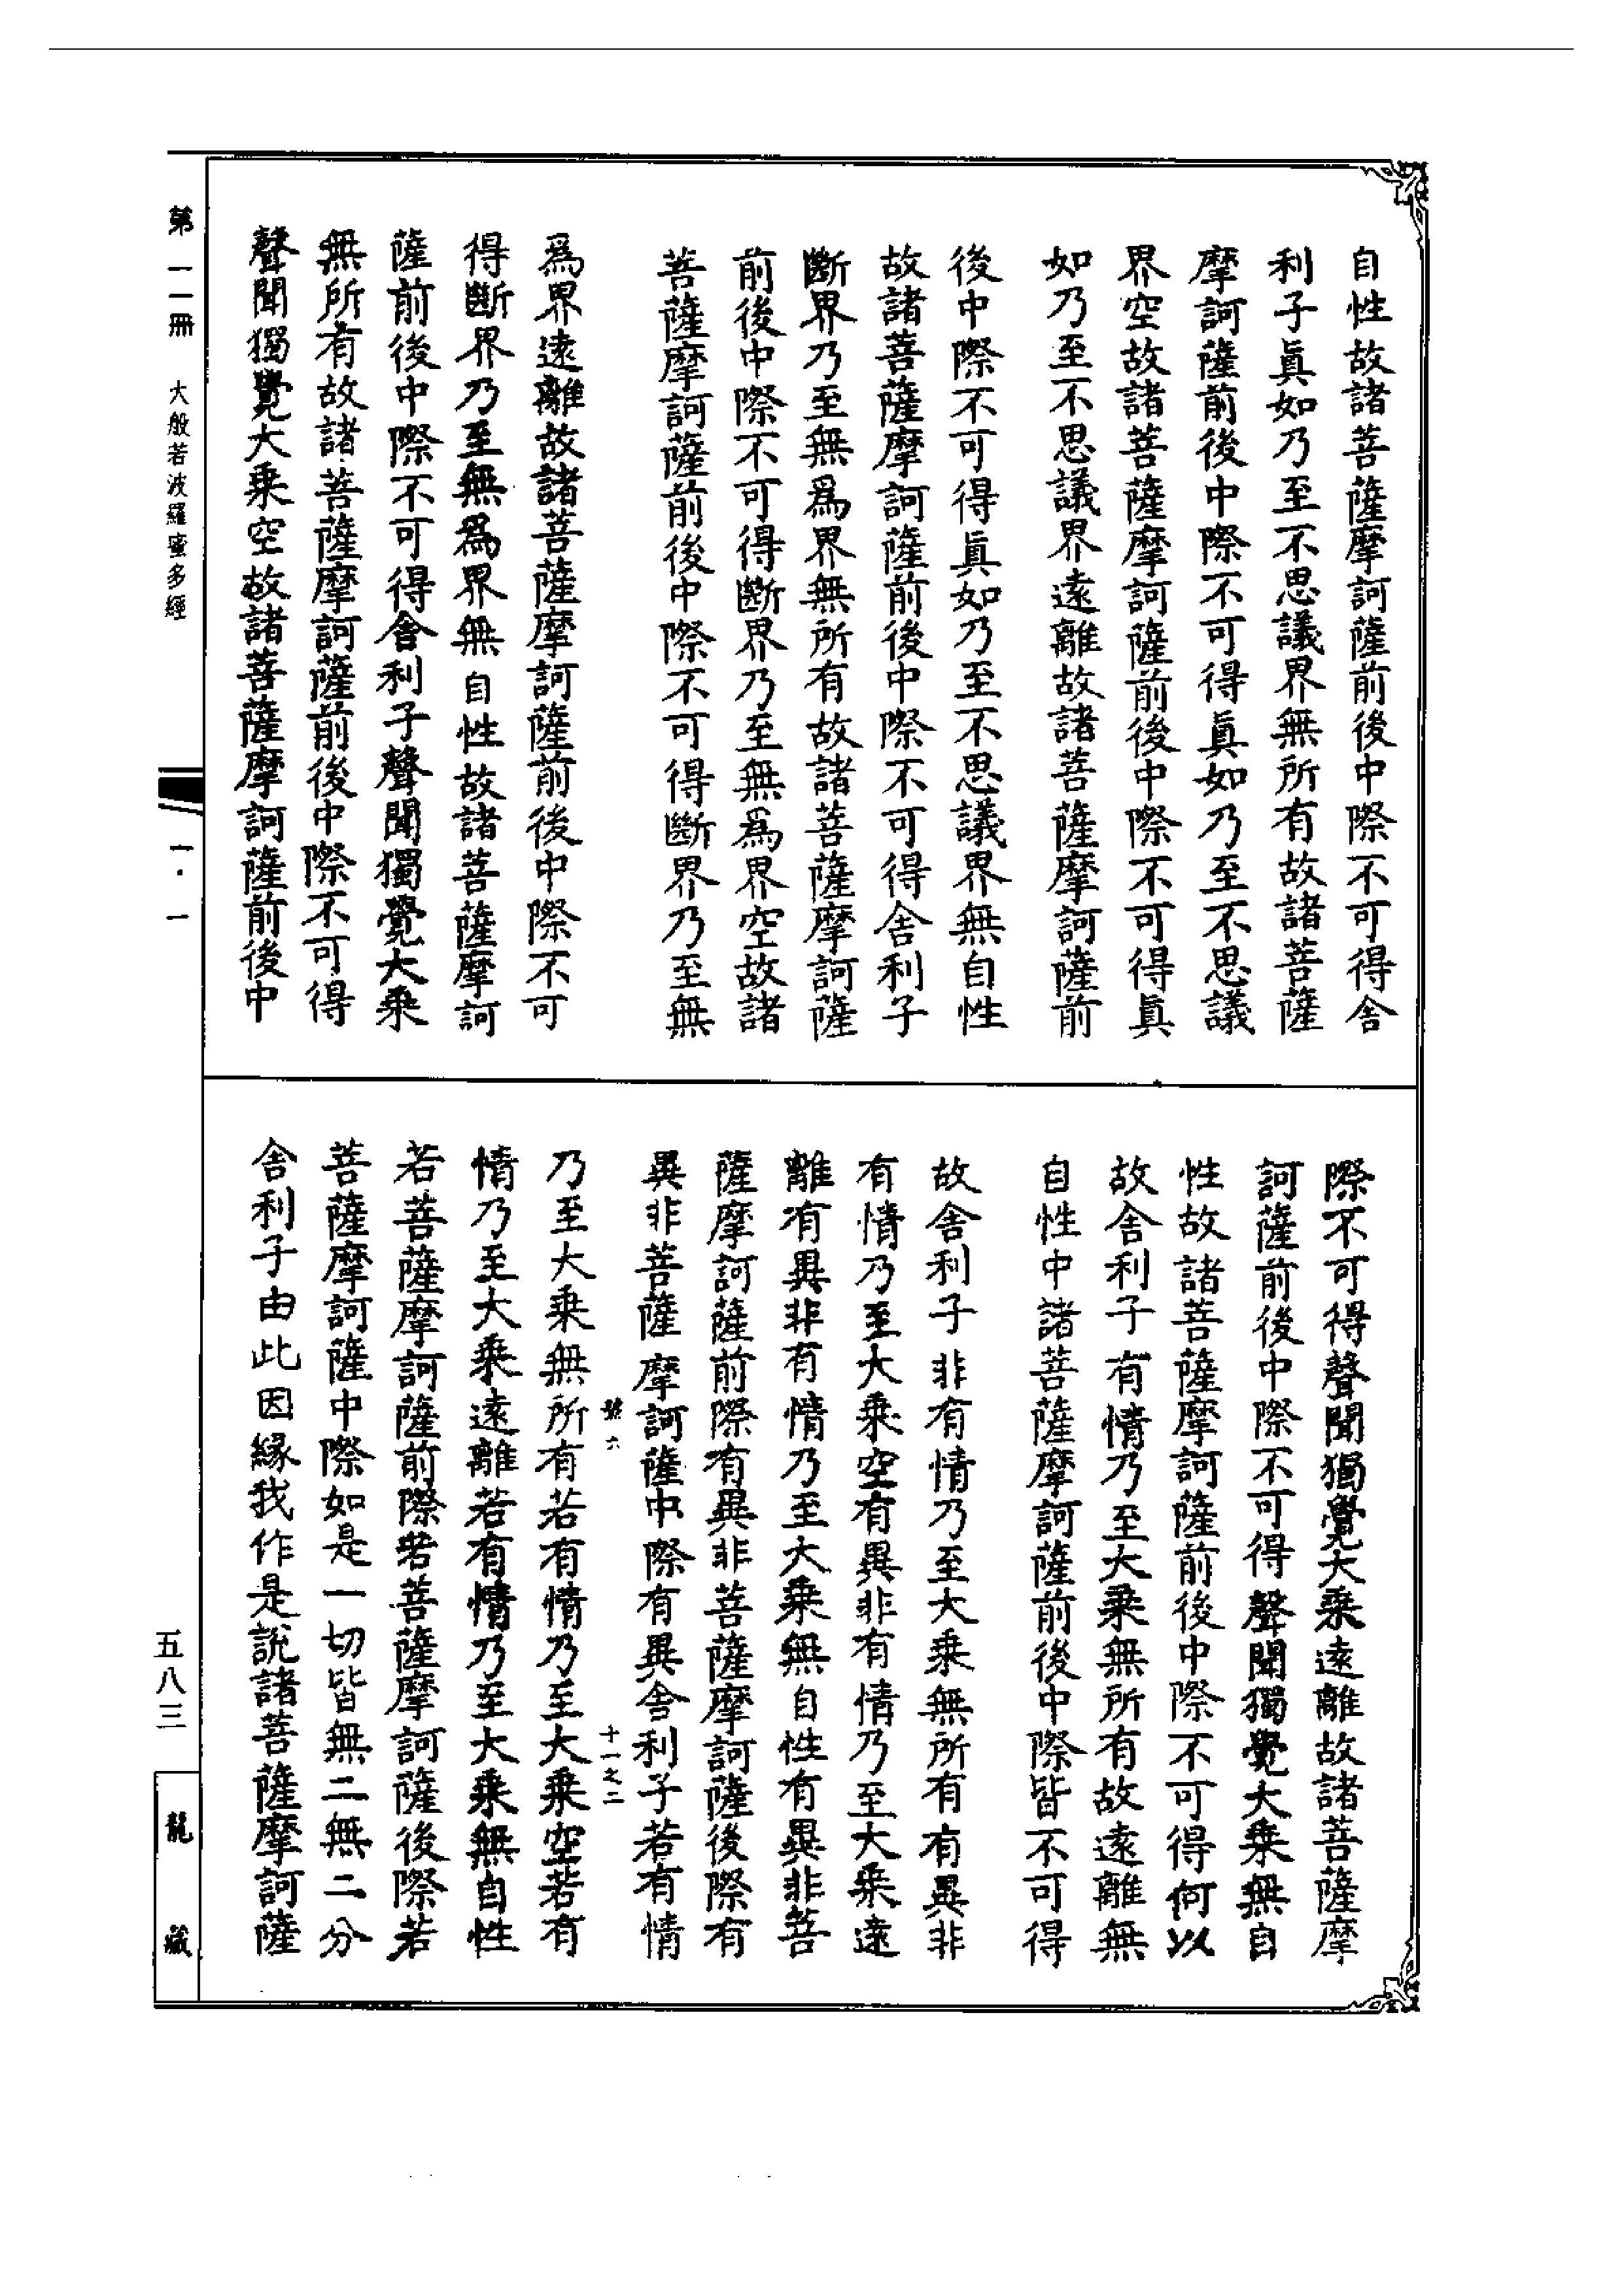 自性故諸菩薩摩訶薩前後中際不可得舍
利子眞如乃至不思議界無所有故諸菩薩
摩訶薩前後中際不可得眞如乃至不思議
界空故諸菩薩摩訶薩前後中際不可得眞
如乃至不思議界遠離故諸菩薩摩訶薩前
後中際不可得眞如乃至不思議界無自性
故諸菩薩摩訶薩前後中際不可得舍利子
斷界乃至無爲界無所有故諸菩薩摩訶薩
前後中際不可得斷界乃至無爲界空故諸
菩薩摩訶薩前後中際不可得斷界乃至無
爲界遠離故諸菩薩摩訶薩前後中際不可
得斷界乃至無爲界無自性故諸菩薩摩訶
薩前後中際不可得舍利子聲聞獨覺大乘
無所有故諸菩薩摩訶薩前後中際不可得
聲聞獨覺大乘空故諸菩薩摩訶薩前後中
際不可得聲聞獨覺大乘遠離故諸菩薩摩
訶薩前後中際不可得聲聞獨覺大乘無自
性故諸菩薩摩訶薩前後中際不可得何以
故舍利子有情乃至大乘無所有故遠離無
自性中諸菩薩摩訶薩前後中際皆不可得
故舍利子非有情乃至大乘無所有有異非
有情乃至大乘空有異非有情乃至大乘遠
離有異非有情乃至大乘無自性有異非菩
薩摩訶薩前際有異非菩薩摩訶薩後際有
異非菩薩摩訶薩中際有異舍利子若有情
號六 十一之二
乃至大乘無所有若有情乃至大乘空若有
情乃至大乘遠離若有情乃至大乘無自性
若菩薩摩訶薩前際若菩薩摩訶薩後際若
菩薩摩訶薩中際如是一切皆無二無二分
舍利子由此因緣我作是說諸菩薩摩訶薩
第一一冊 大般若波羅蜜多經 一·一
五八三 龍藏